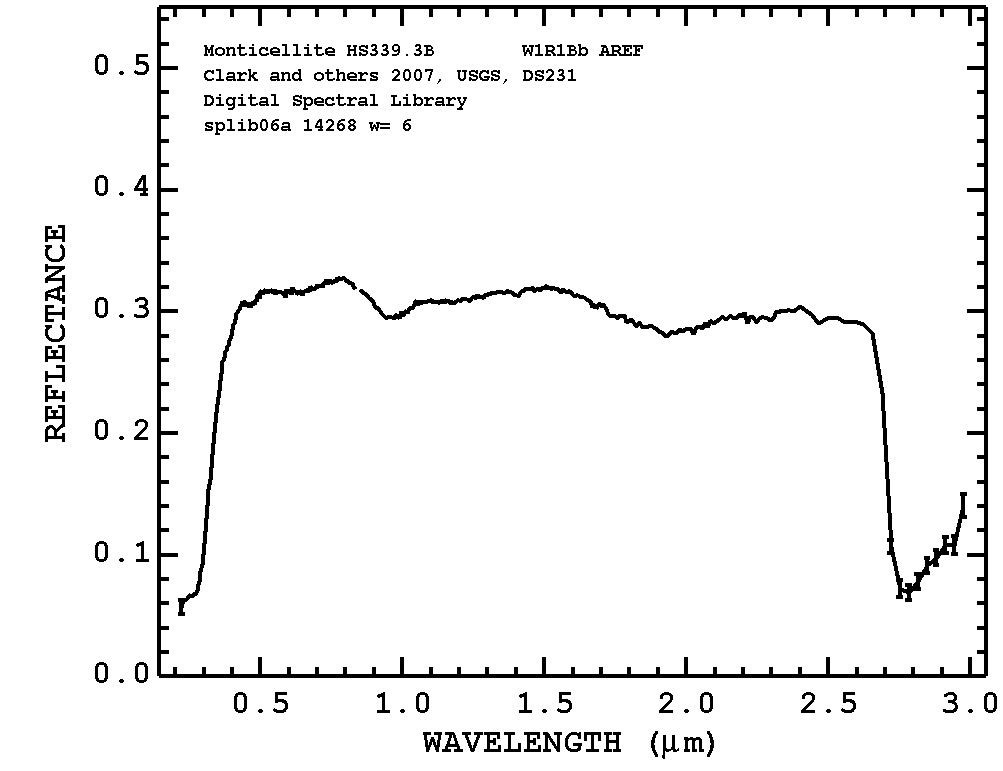 Monticellite HS339.3B W1R1Bb AREF
Clark and others 2007, USGS, DS231
Digital Spectral Library
splib06a 14268 w= 6
0.5
0.4
0.3
0.2
0.1
0.0
REFLECTANCE
0.5 1.0 1.5 2.0 2.5 3.0
WAVELENGTH (μm)